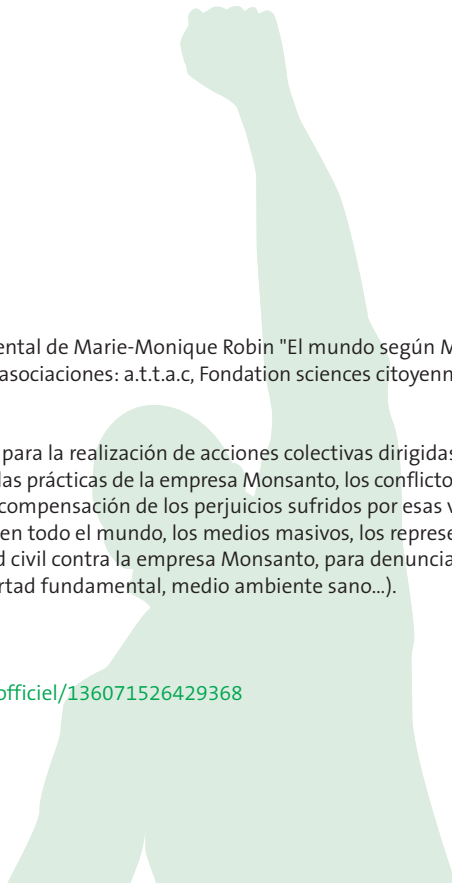 ental de Marie-Monique Robin "El mundo según M
asociaciones: a.t.t.a.c, Fondation sciences citoyenn
para la realización de acciones colectivas dirigidas
las prácticas de la empresa Monsanto, los conflicto
compensación de los perjuicios sufridos por esas v
en todo el mundo, los medios masivos, los represe
d civil contra la empresa Monsanto, para denuncia
rtad fundamental, medio ambiente sano...).
officiel/136071526429368